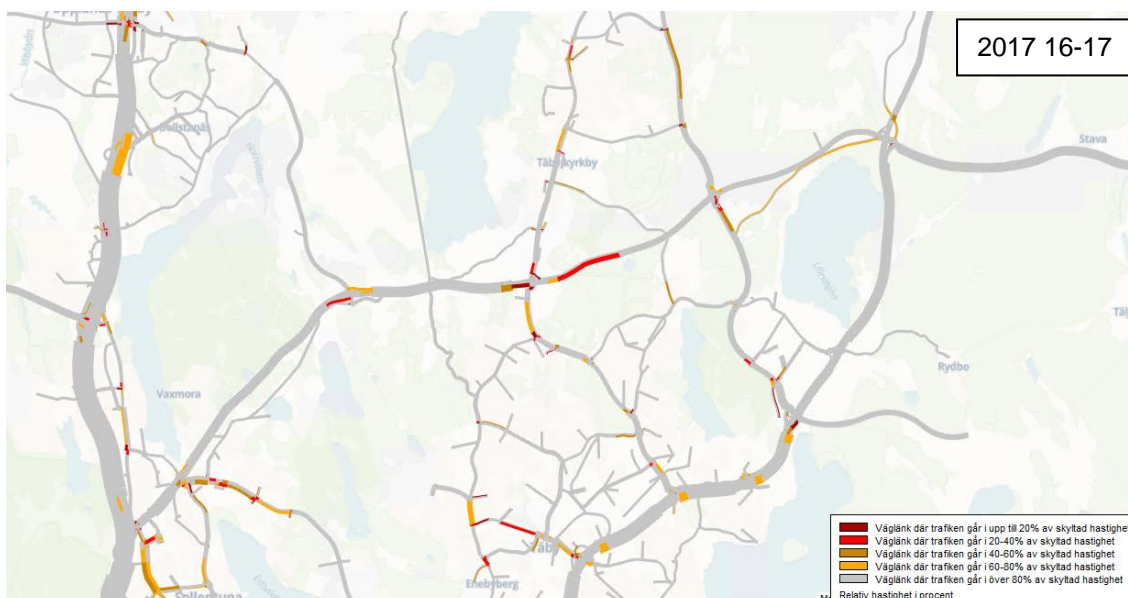 2017 16-17
Stava
Täbykyrkby
Ullnasjön
Rydbo
Vaxmora
Täby
Enebyberg
Sollentuna
Väglänk där trafiken går i upp till 20% av skyltad hastighet
Väglänk där trafiken går i 20-40% av skyltad hastighet
Väglänk där trafiken går i 40-60% av skyltad hastighet
Väglänk där trafiken går i 60-80% av skyltad hastighet
Väglänk där trafiken går i över 80% av skyltad hastighet
Relativ hastighet i procent